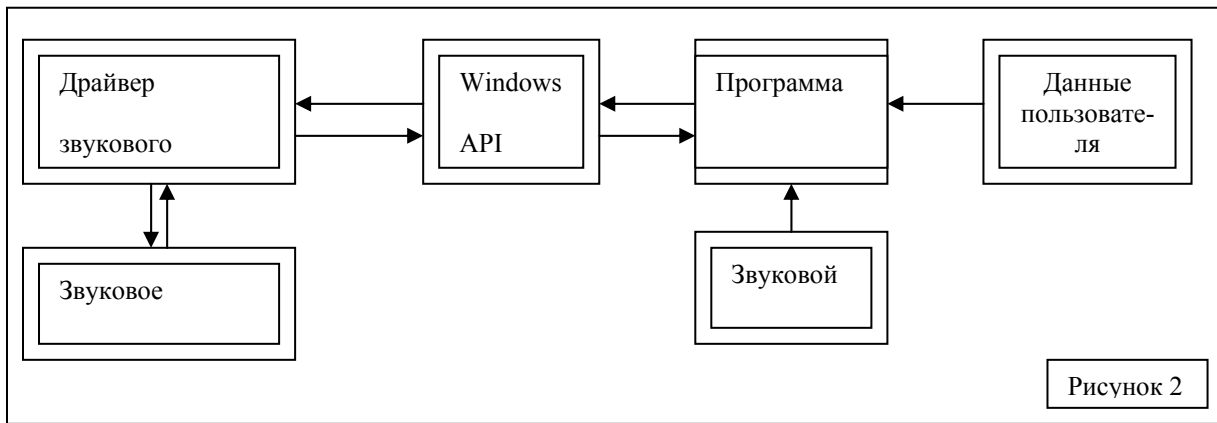 Драйвер
звукового
Windows
API
Программа
Данные
пользовате-
ля
Звуковое
Звуковой
Рисунок 2